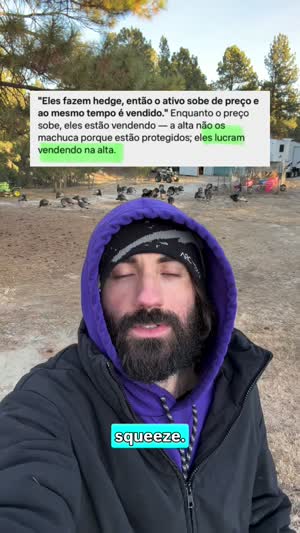 "Eles fazem hedge, então o ativo sobe de preço e
ao mesmo tempo é vendido." Enquanto o preço
sobe, eles estão vendendo — a alta não os
machuca porque estão protegidos; eles lucram
vendendo na alta.
squeeze.